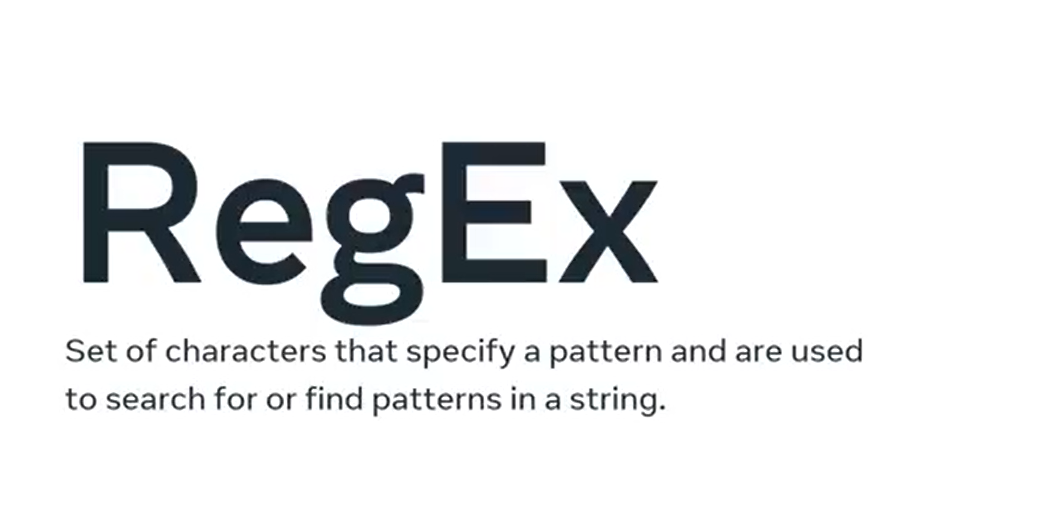 RegEx
Set of characters that specify a pattern and are used
to search for or find patterns in a string.